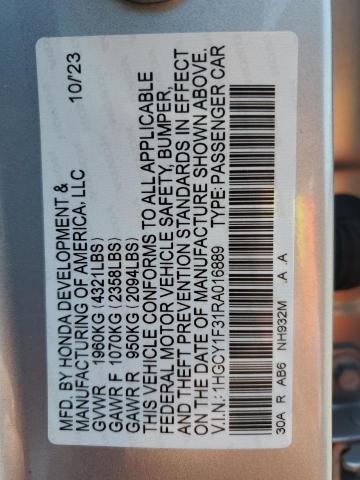 MFD. BY HONDA DEVELOPMENT & 10/23
MANUFACTURING OF AMERICA, LLC
GVWR 1960KG (4321LBS)
GAWR F 1070KG (2358LBS)
GAWR R 950KG (2094LBS)
THIS VEHICLE CONFORMS TO ALL APPLICABLE
FEDERAL MOTOR VEHICLE SAFETY, BUMPER,
AND THEFT PREVENTION STANDARDS IN EFFECT
ON THE DATE OF MANUFACTURE SHOWN ABOVE.
V.I.N.: 1HGCY1F31RA016889 TYPE: PASSENGER CAR
30A R AB6 NH932M .A .A